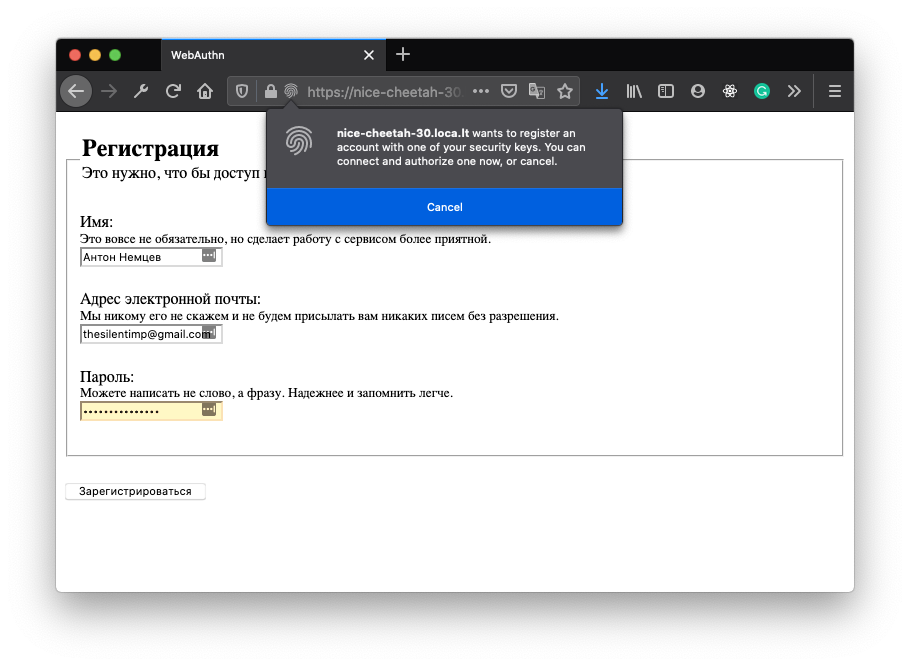 WebAuthn
https://nice-cheetah-30
nice-cheetah-30.loca.lt wants to register an
account with one of your security keys. You can
connect and authorize one now, or cancel.
Cancel
Регистрация
Это нужно, что бы доступ
Имя:
Это вовсе не обязательно, но сделает работу с сервисом более приятной.
Антон Немцев
Адрес электронной почты:
Мы никому его не скажем и не будем присылать вам никаких писем без разрешения.
thesilentimp@gmail.com
Пароль:
Можете написать не слово, а фразу. Надежнее и запомнить легче.
Зарегистрироваться